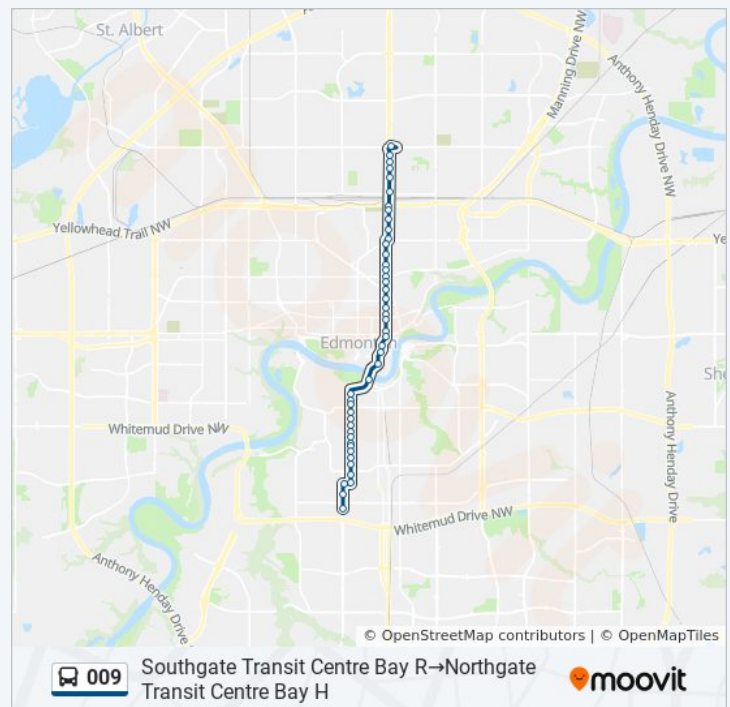 St. Albert
Manning Drive NW
Anthony Henday Drive NW
Yellowhead Trail NW
Ye
Edmonton
She
Whitemud Drive NW
Anthony Henday Drive
Whitemud Drive NW
Anthony Henday Drive
© OpenStreetMap contributors | © OpenMapTiles
009
Southgate Transit Centre Bay R→Northgate
Transit Centre Bay H
moovit